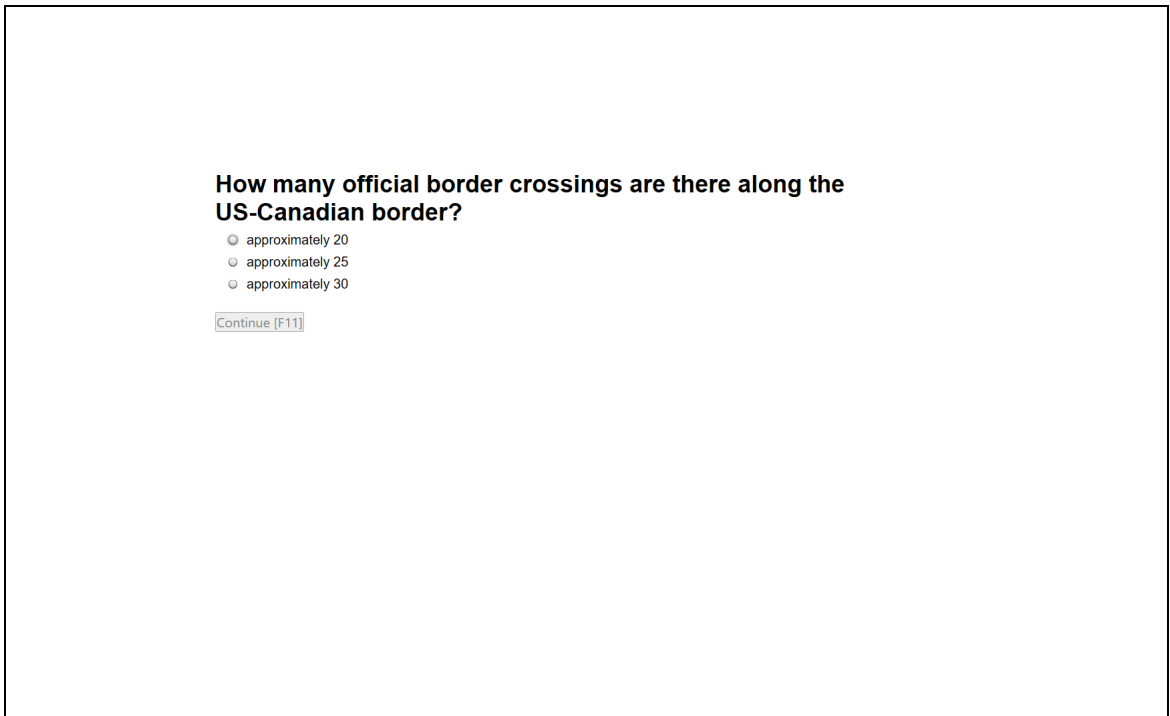 How many official border crossings are there along the
US-Canadian border?
approximately 20
approximately 25
approximately 30
Continue [F11]